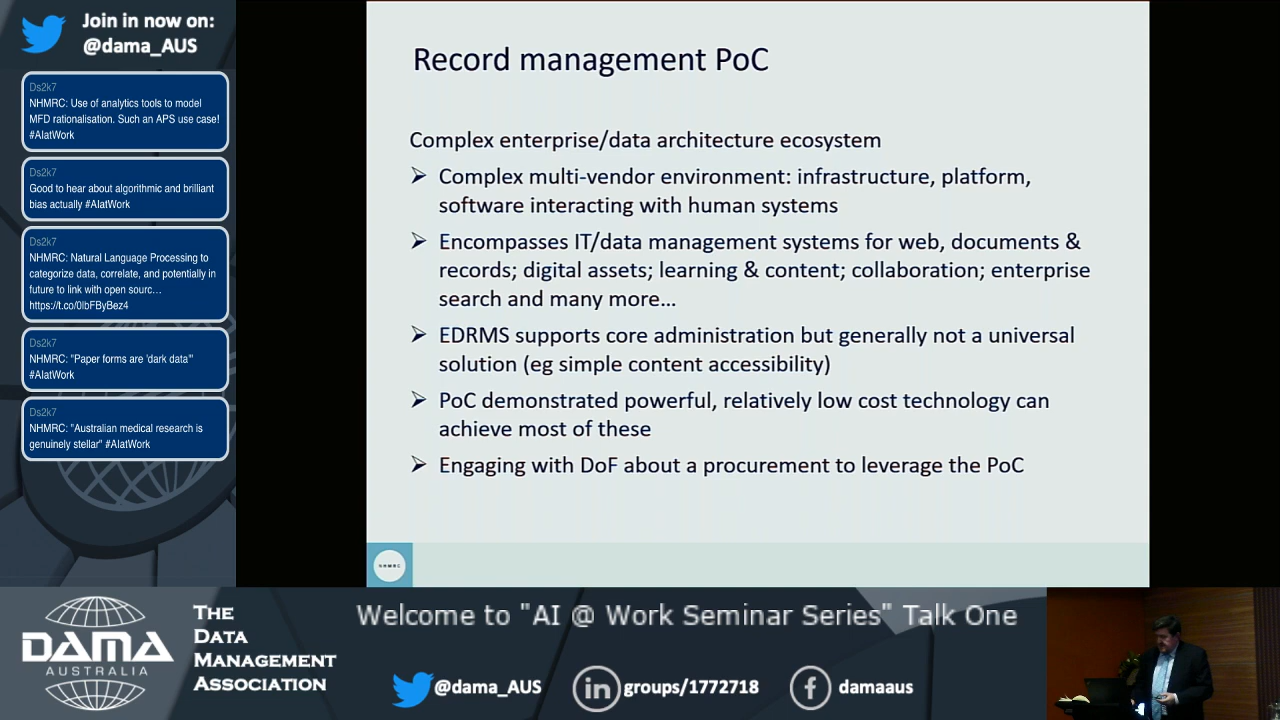 Join in now on:
@dama_AUS
Ds2k7
NHMRC: Use of analytics tools to model
MFD rationalisation. Such an APS use case!
#AIatWork
Ds2k7
Good to hear about algorithmic and brilliant
bias actually #AIatWork
Ds2k7
NHMRC: Natural Language Processing to
categorize data, correlate, and potentially in
future to link with open sourc…
https://t.co/0lbFByBez4
Ds2k7
NHMRC: "Paper forms are 'dark data'"
#AIatWork
Ds2k7
NHMRC: "Australian medical research is
genuinely stellar" #AIatWork
Record management PoC
Complex enterprise/data architecture ecosystem
➢ Complex multi-vendor environment: infrastructure, platform,
software interacting with human systems
➢ Encompasses IT/data management systems for web, documents &
records; digital assets; learning & content; collaboration; enterprise
search and many more…
➢ EDRMS supports core administration but generally not a universal
solution (eg simple content accessibility)
➢ PoC demonstrated powerful, relatively low cost technology can
achieve most of these
➢ Engaging with DoF about a procurement to leverage the PoC
NHMRC
DAMA
AUSTRALIA
THE
DATA
MANAGEMENT
ASSOCIATION
Welcome to "AI @ Work Seminar Series" Talk One
@dama_AUS
in groups/1772718
f damaaus